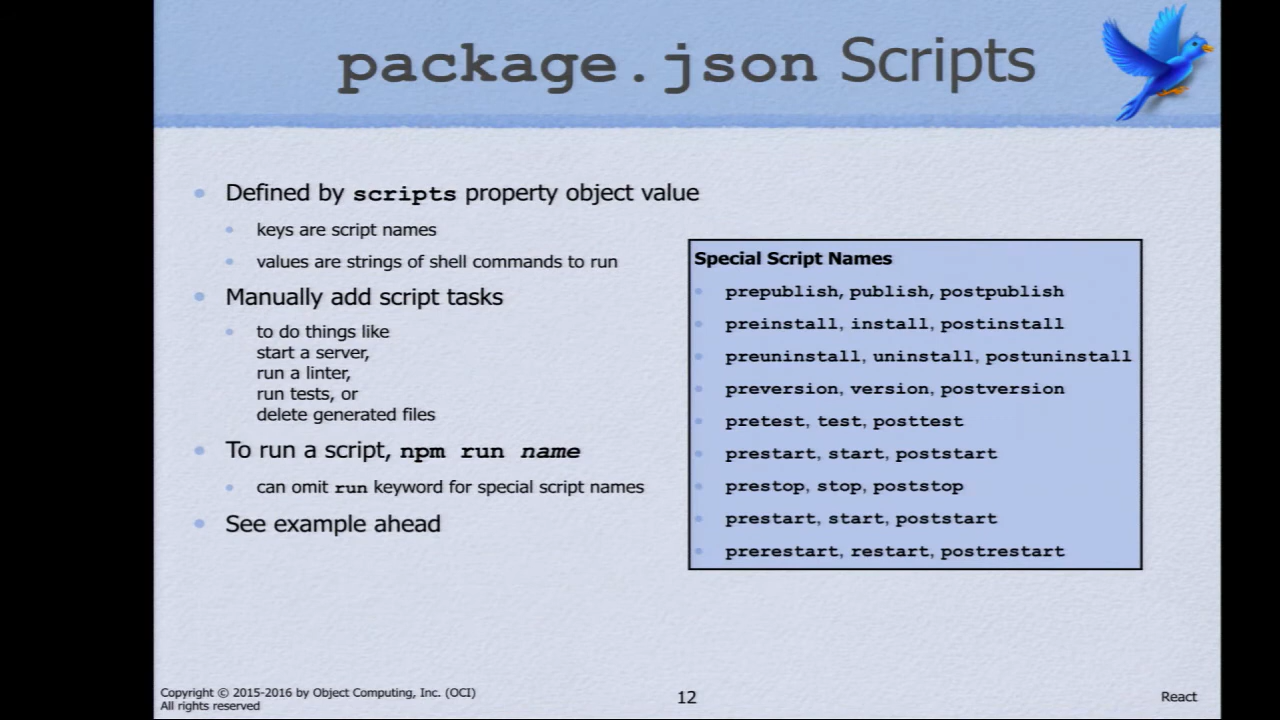 package.json Scripts
Defined by scripts property object value
keys are script names
values are strings of shell commands to run
Manually add script tasks
to do things like
start a server,
run a linter,
run tests, or
delete generated files
To run a script, npm run name
can omit run keyword for special script names
See example ahead
Special Script Names
prepublish, publish, postpublish
preinstall, install, postinstall
preuninstall, uninstall, postuninstall
preversion, version, postversion
pretest, test, posttest
prestart, start, poststart
prestop, stop, poststop
prestart, start, poststart
prerestart, restart, postrestart
Copyright © 2015-2016 by Object Computing, Inc. (OCI)
All rights reserved
12
React